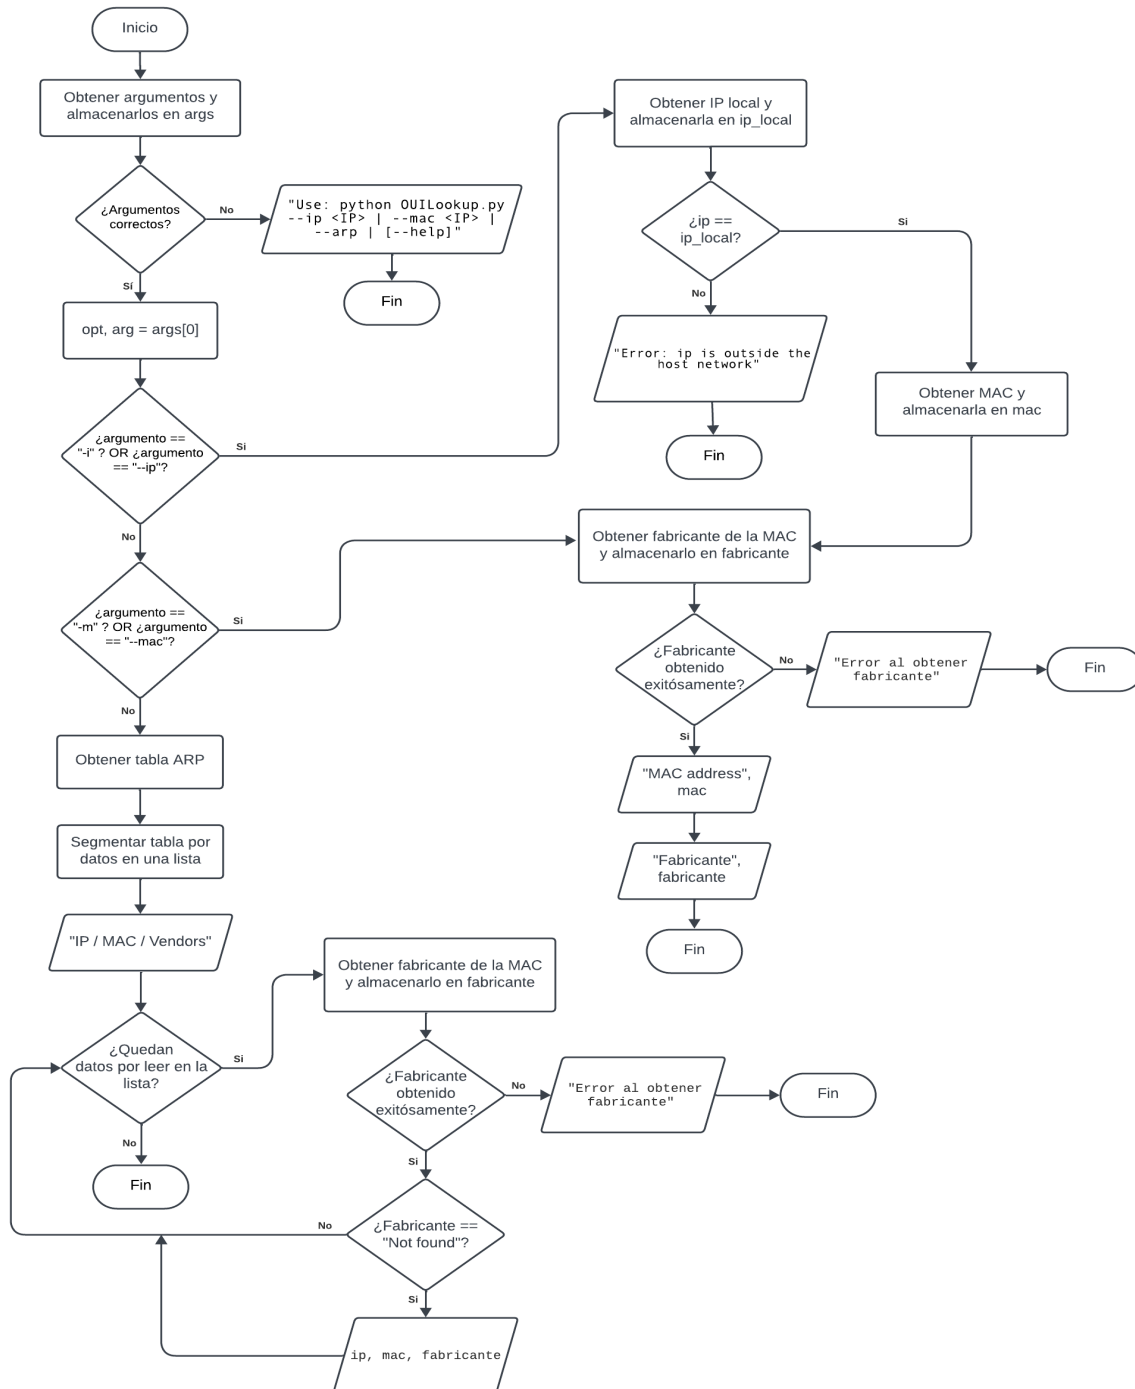 Inicio
Obtener argumentos y
almacenarlos en args
¿Argumentos
correctos?
No
"Use: python OUILookup.py
--ip <IP> | --mac <IP> |
--arp | [--help]"
Fin
Sí
opt, arg = args[0]
¿argumento ==
"-i" ? OR ¿argumento
== "--ip"?
Si
No
Obtener IP local y
almacenarla en ip_local
¿ip ==
ip_local?
Si
No
"Error: ip is outside the
host network"
Fin
Obtener MAC y
almacenarla en mac
¿argumento ==
"-m" ? OR ¿argumento
== "--mac"?
Si
No
Obtener fabricante de la MAC
y almacenarlo en fabricante
¿Fabricante
obtenido
exitósamente?
No
"Error al obtener
fabricante"
Fin
Si
"MAC address",
mac
"Fabricante",
fabricante
Fin
Obtener tabla ARP
Segmentar tabla por
datos en una lista
"IP / MAC / Vendors"
¿Quedan
datos por leer en la
lista?
Si
No
Fin
Obtener fabricante de la MAC
y almacenarlo en fabricante
¿Fabricante
obtenido
exitósamente?
No
"Error al obtener
fabricante"
Fin
Si
¿Fabricante ==
"Not found"?
No
Si
ip, mac, fabricante